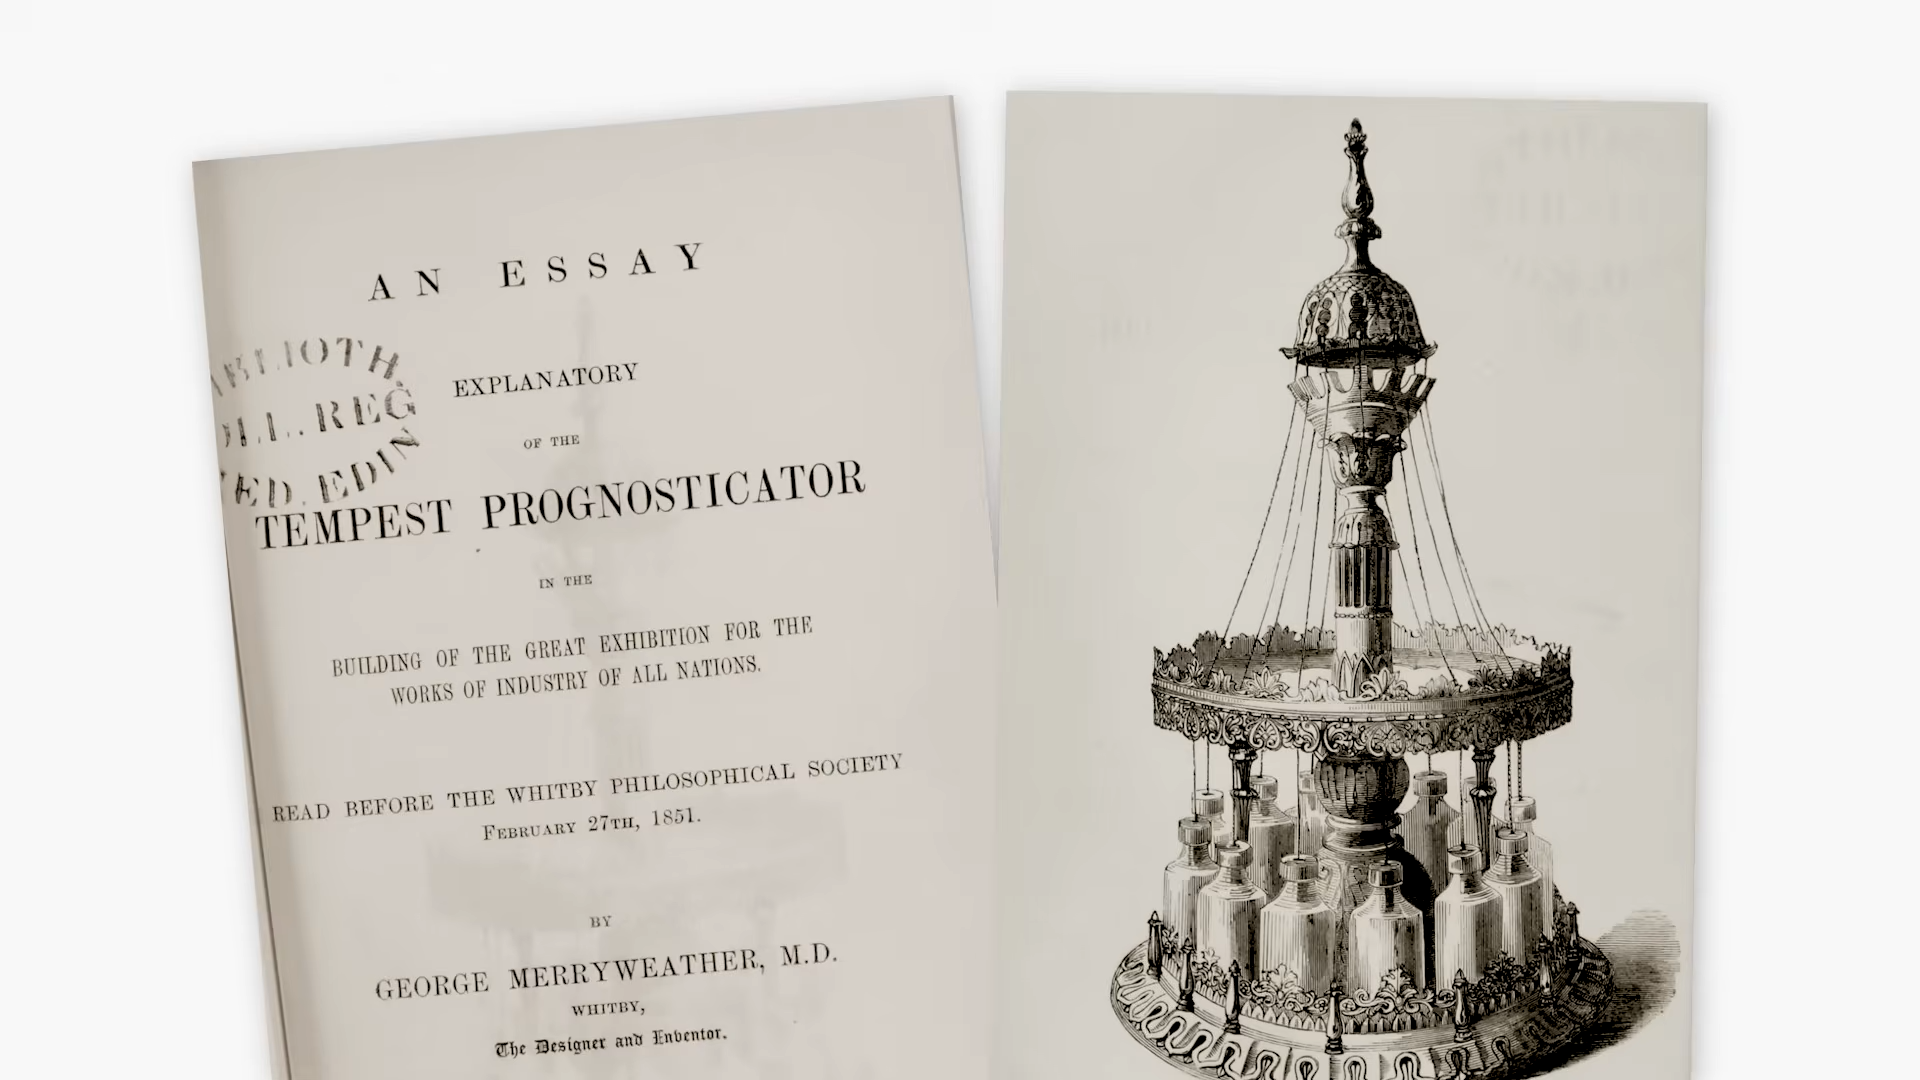 AN ESSAY
EXPLANATORY
OF THE
TEMPEST PROGNOSTICATOR
IN THE
BUILDING OF THE GREAT EXHIBITION FOR THE
WORKS OF INDUSTRY OF ALL NATIONS.
READ BEFORE THE WHITBY PHILOSOPHICAL SOCIETY
FEBRUARY 27TH, 1851.
BY
GEORGE MERRYWEATHER, M.D.
WHITBY,
The Designer and Inventor.
REG
EDIN